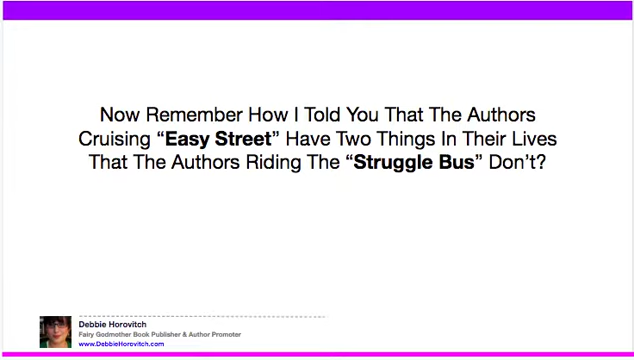 Now Remember How I Told You That The Authors
Cruising “Easy Street” Have Two Things In Their Lives
That The Authors Riding The “Struggle Bus” Don’t?
Debbie Horovitch
Fairy Godmother Book Publisher & Author Promoter
www.DebbieHorovitch.com